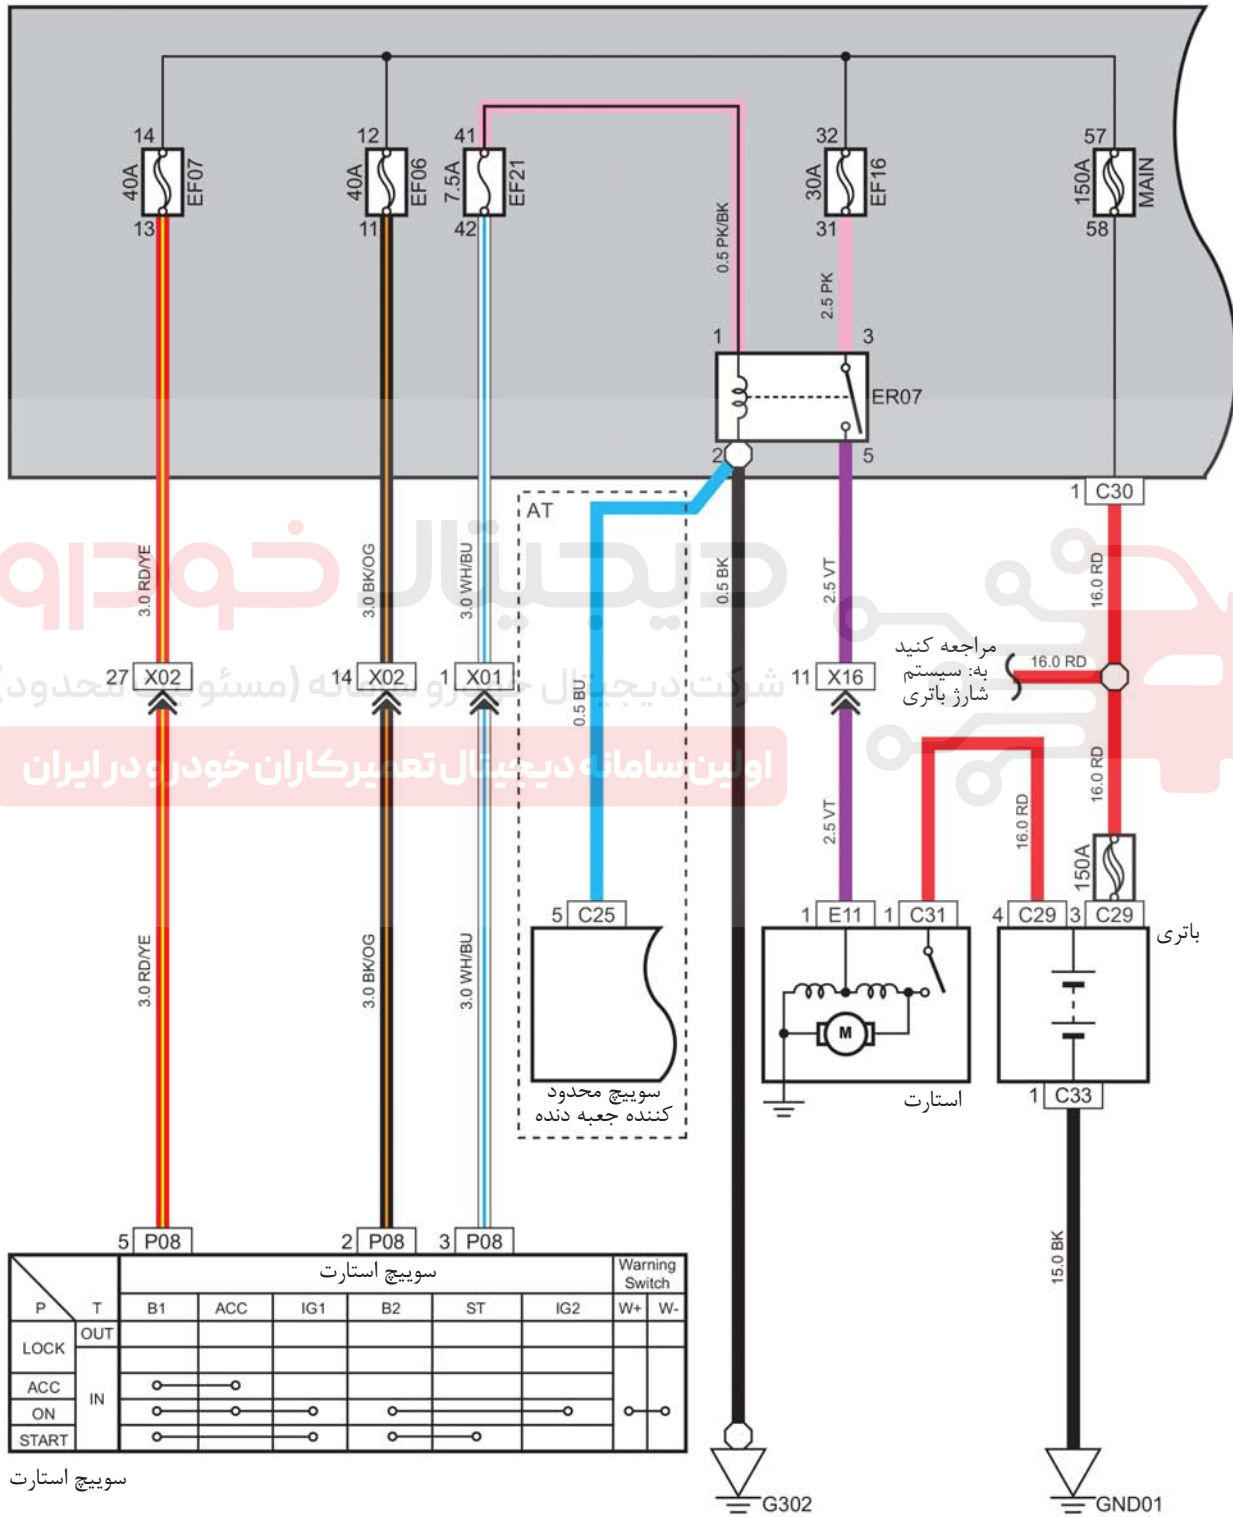 14
12
41
32
57
40A
EF07
40A
EF06
7.5A
EF21
30A
EF16
150A
MAIN
13
11
42
31
58
0.5 PK/BK
2.5 PK
1
3
ER07
2
5
1 C30
AT
3.0 RD/YE
3.0 BK/OG
3.0 WH/BU
0.5 BK
2.5 VT
16.0 RD
دیجیتال خودرو
27 X02
14 X02
1 X01
11 X16
مراجعه کنید
به: سیستم
شارژ باتری
16.0 RD
0.5 BU
شرکت دیجیتال خودرو سامانه (مسئولیت محدود)
اولین سامانه دیجیتال تعمیرکاران خودرو در ایران
2.5 VT
16.0 RD
16.0 RD
150A
5 C25
1 E11
1 C31
4 C29
3 C29
باتری
3.0 RD/YE
3.0 BK/OG
3.0 WH/BU
M
سوییچ محدود
کننده جعبه دنده
استارت
1 C33
15.0 BK
5 P08
2 P08
3 P08
سوییچ استارت
Warning
Switch
P T B1 ACC IG1 B2 ST IG2 W+ W-
LOCK
OUT
ACC
IN
ON
START
سوییچ استارت
G302
GND01